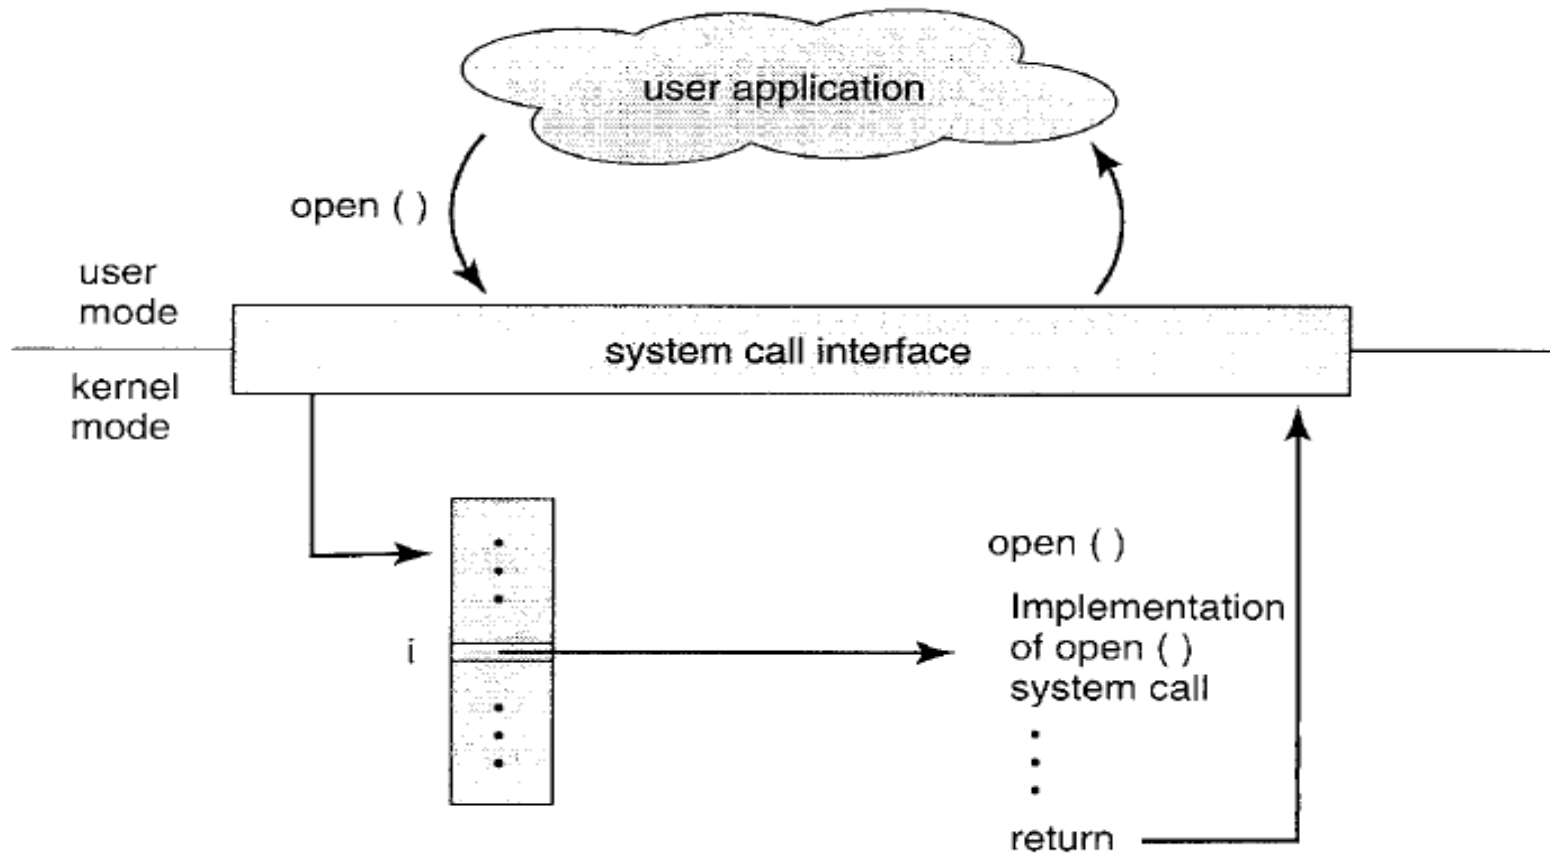 user application
open ( )
user
mode
system call interface
kernel
mode
open ( )
Implementation
i
of open ( )
system call
return